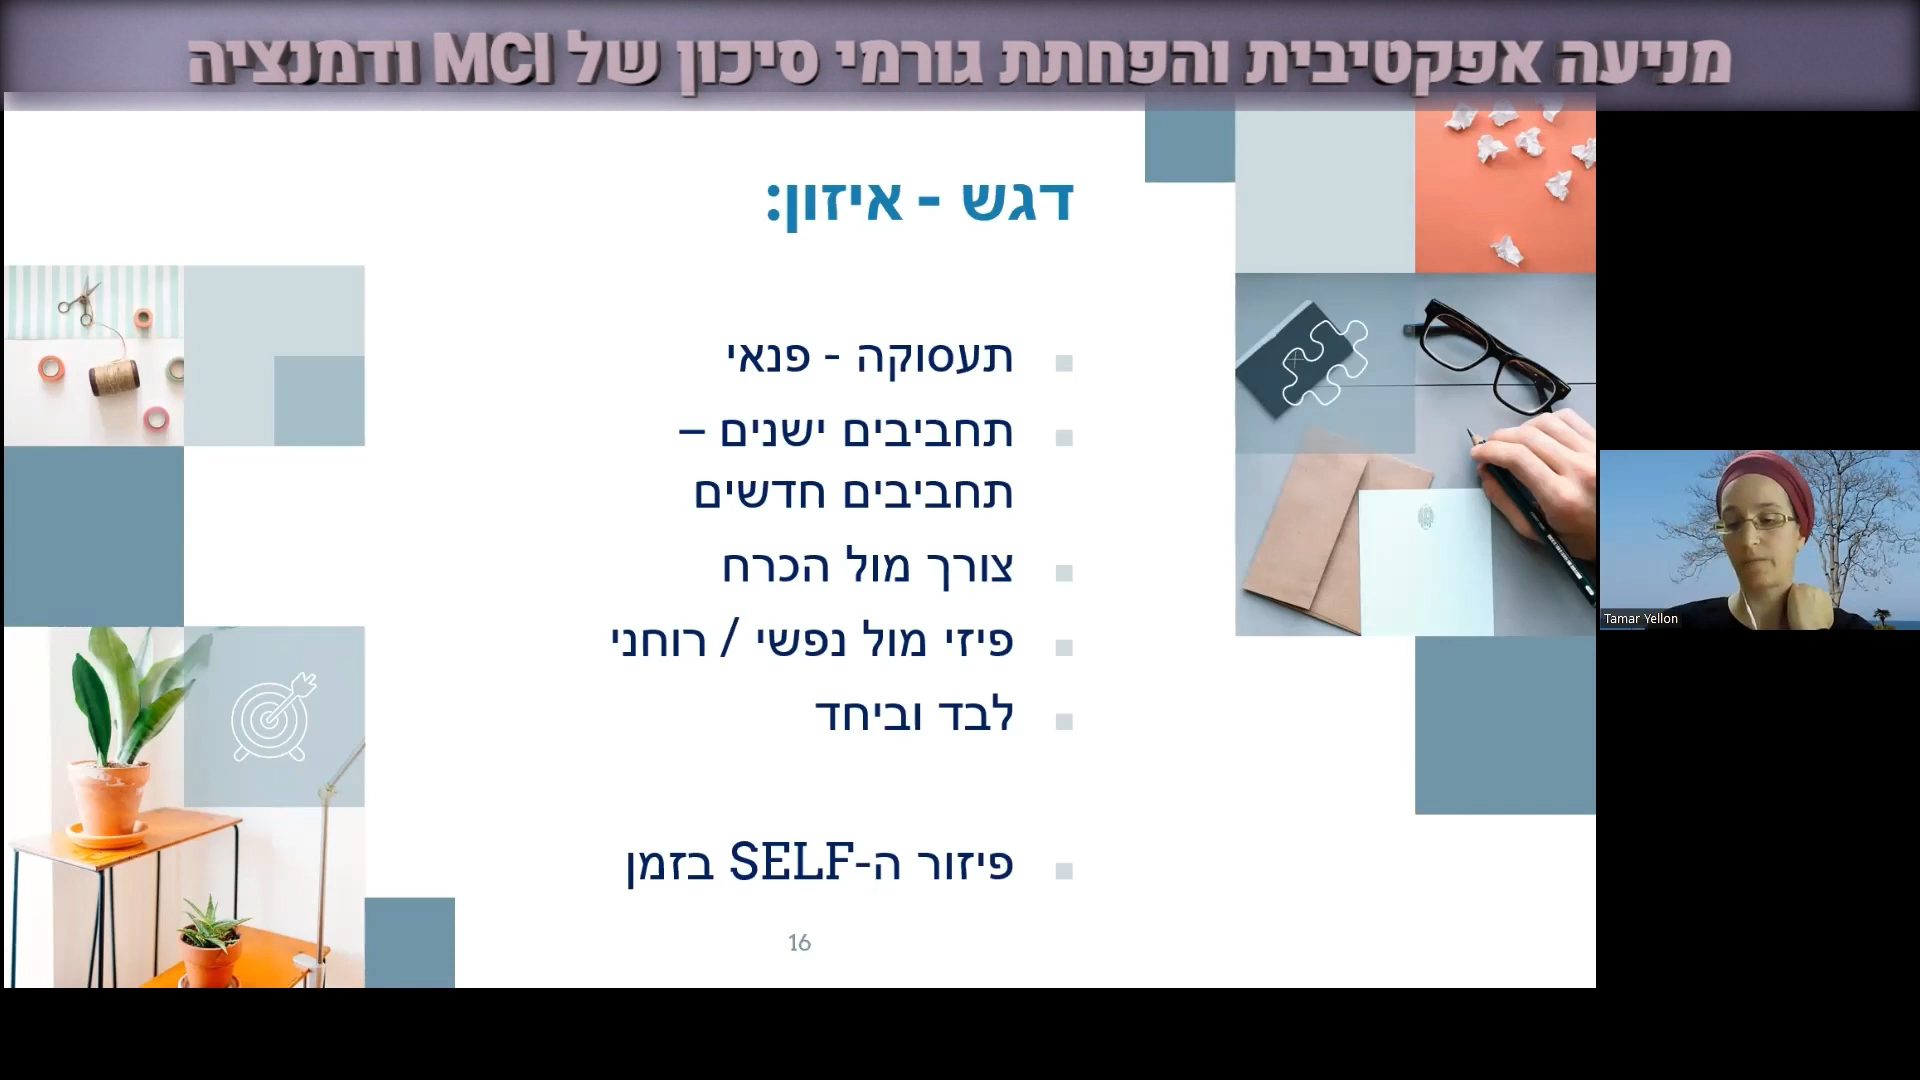 מניעה אפקטיבית והפחתת גורמי סיכון של MCI ודמנציה
דגש - איזון:
תעסוקה - פנאי
תחביבים ישנים –
תחביבים חדשים
צורך מול הכרח
פיזי מול נפשי / רוחני
לבד וביחד
פיזור ה-SELF בזמן
16
Tamar Yellon